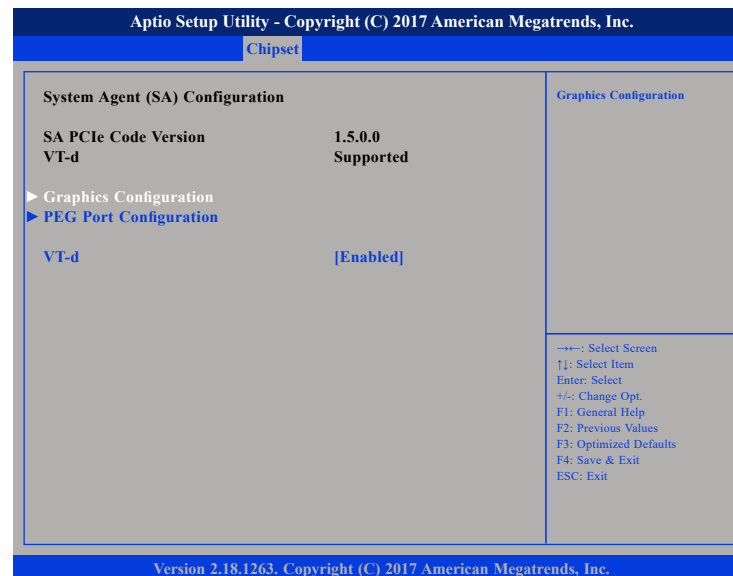 Aptio Setup Utility - Copyright (C) 2017 American Megatrends, Inc.
Chipset
System Agent (SA) Configuration
SA PCIe Code Version 1.5.0.0
VT-d Supported
► Graphics Configuration
► PEG Port Configuration
VT-d [Enabled]
Graphics Configuration
→←: Select Screen
↑↓: Select Item
Enter: Select
+/-: Change Opt.
F1: General Help
F2: Previous Values
F3: Optimized Defaults
F4: Save & Exit
ESC: Exit
Version 2.18.1263. Copyright (C) 2017 American Megatrends, Inc.